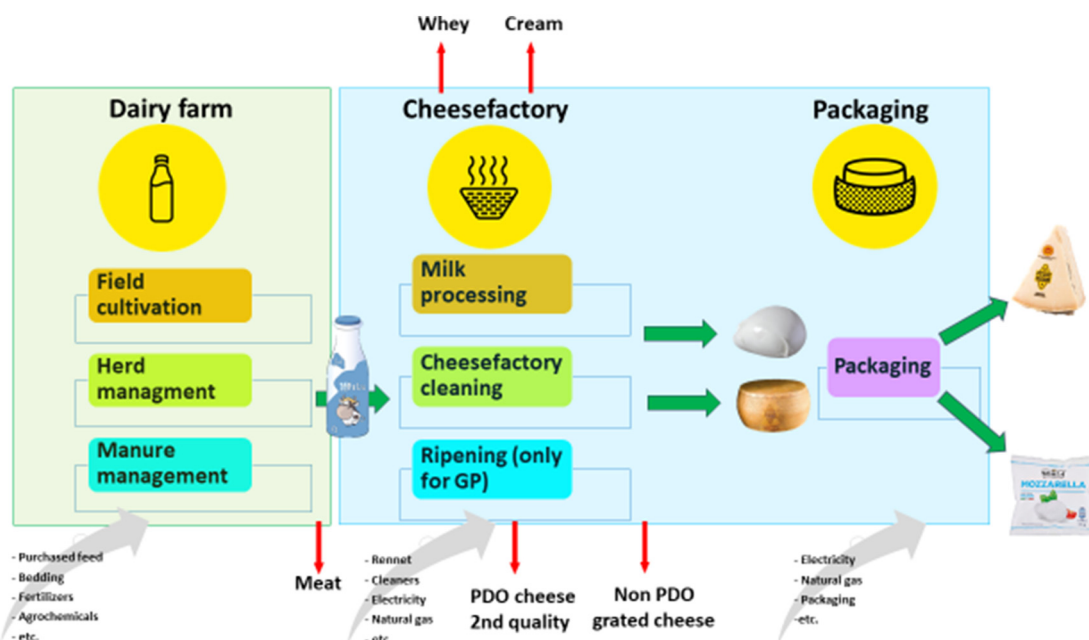 Whey
Cream
Dairy farm
Cheesefactory
Packaging
Field
cultivation
Herd
managment
Manure
management
Milk
processing
Cheesefactory
cleaning
Ripening (only
for GP)
Packaging
MOZZARELLA
- Purchased feed
- Bedding
- Fertilizers
- Agrochemicals
- etc.
Meat
- Rennet
- Cleaners
- Electricity
- Natural gas
- etc.
PDO cheese
2nd quality
Non PDO
grated cheese
- Electricity
- Natural gas
- Packaging
-etc.